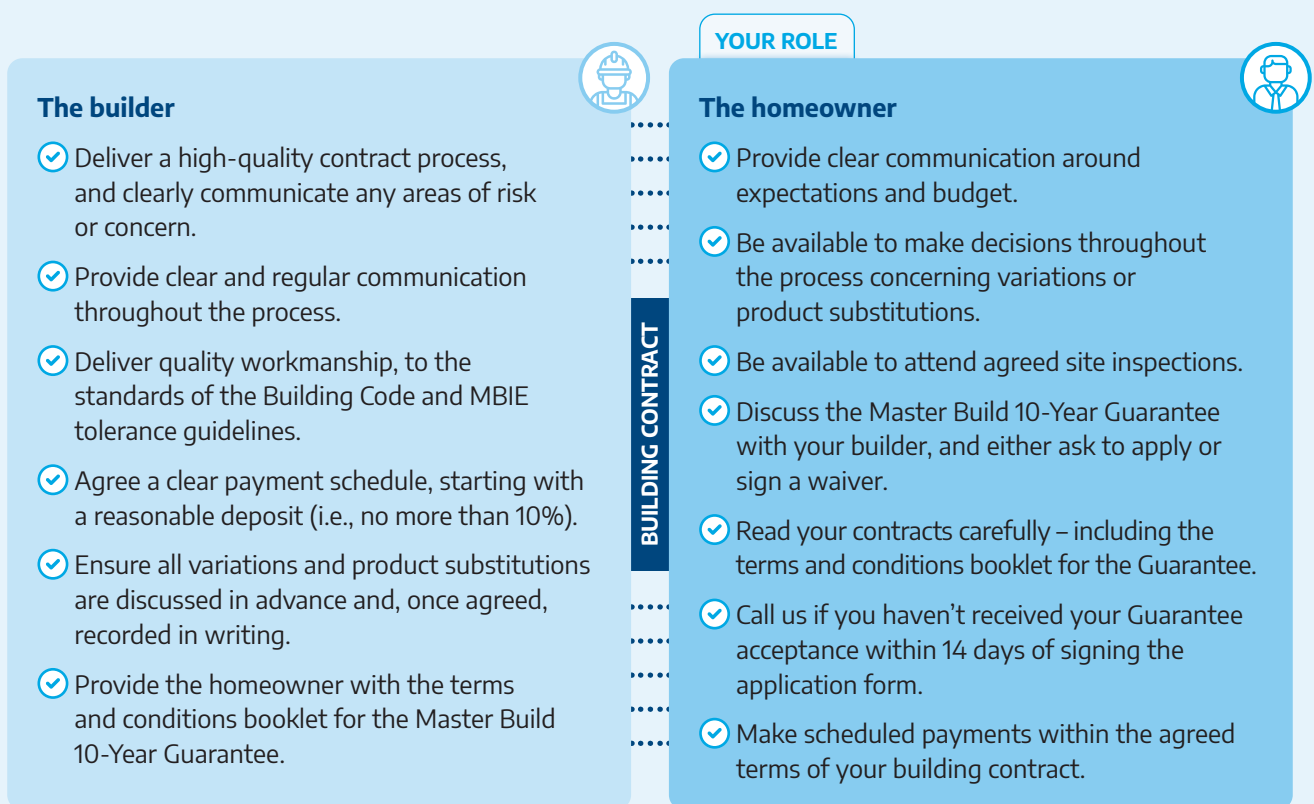 The builder
Deliver a high-quality contract process,
and clearly communicate any areas of risk
or concern.
Provide clear and regular communication
throughout the process.
Deliver quality workmanship, to the
standards of the Building Code and MBIE
tolerance guidelines.
Agree a clear payment schedule, starting with
a reasonable deposit (i.e., no more than 10%).
Ensure all variations and product substitutions
are discussed in advance and, once agreed,
recorded in writing.
Provide the homeowner with the terms
and conditions booklet for the Master Build
10-Year Guarantee.
BUILDING CONTRACT
YOUR ROLE
The homeowner
Provide clear communication around
expectations and budget.
Be available to make decisions throughout
the process concerning variations or
product substitutions.
Be available to attend agreed site inspections.
Discuss the Master Build 10-Year Guarantee
with your builder, and either ask to apply or
sign a waiver.
Read your contracts carefully – including the
terms and conditions booklet for the Guarantee.
Call us if you haven’t received your Guarantee
acceptance within 14 days of signing the
application form.
Make scheduled payments within the agreed
terms of your building contract.